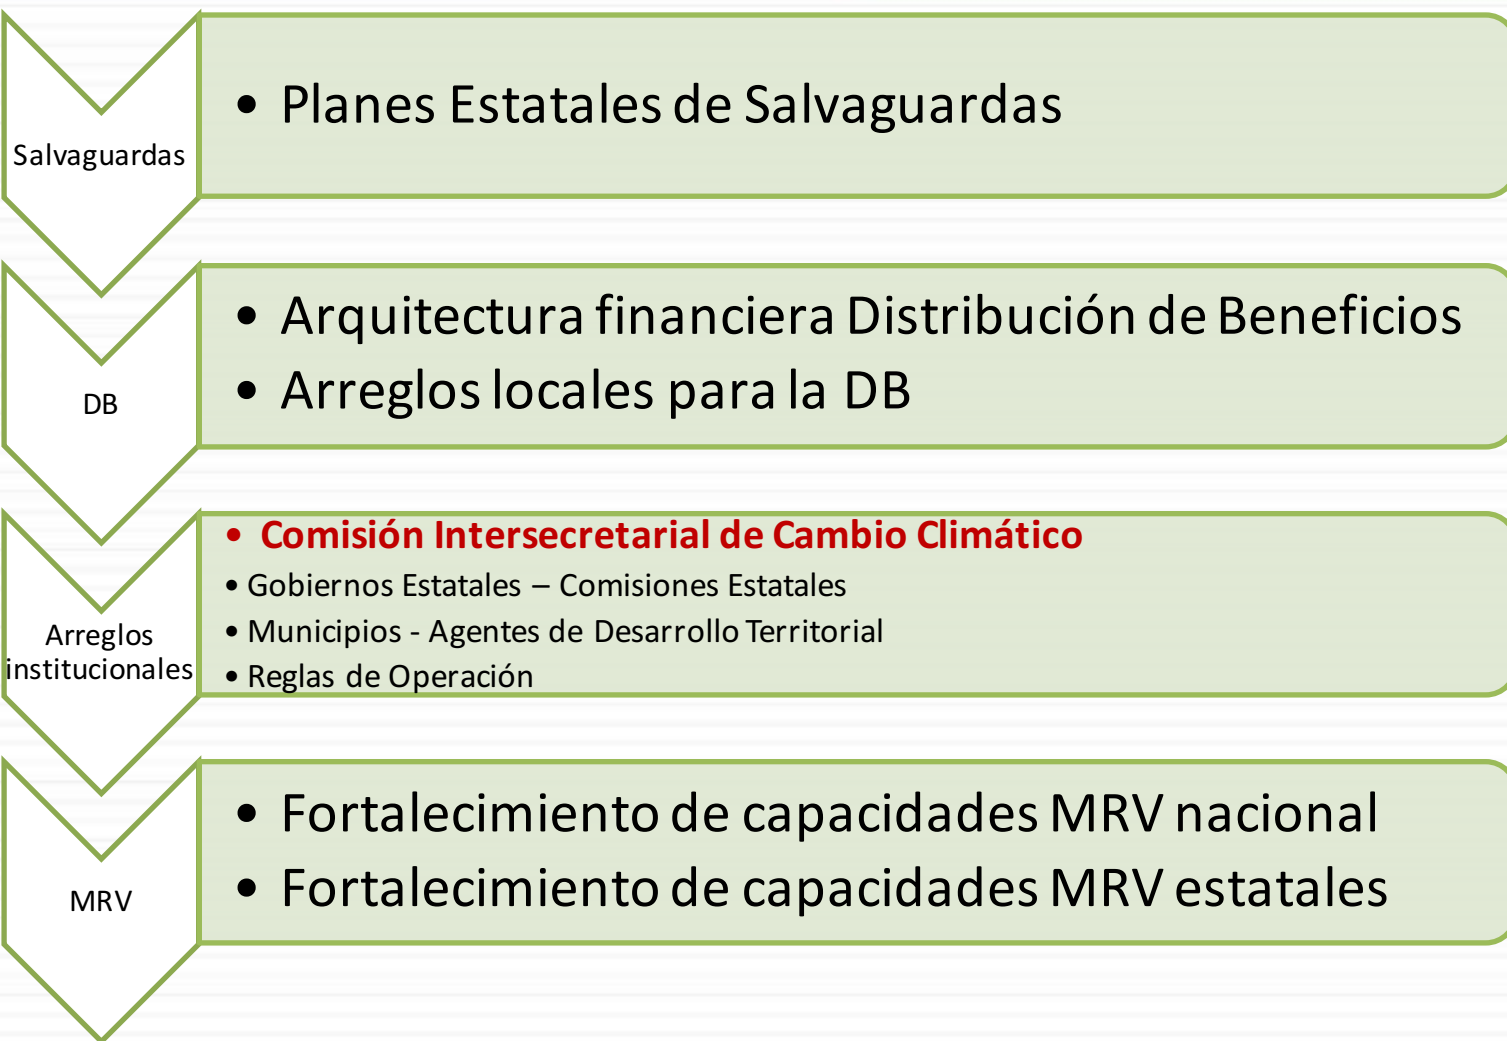 Salvaguardas
• Planes Estatales de Salvaguardas
DB
• Arquitectura financiera Distribución de Beneficios
• Arreglos locales para la DB
Arreglos
institucionales
• Comisión Intersecretarial de Cambio Climático
• Gobiernos Estatales – Comisiones Estatales
• Municipios - Agentes de Desarrollo Territorial
• Reglas de Operación
MRV
• Fortalecimiento de capacidades MRV nacional
• Fortalecimiento de capacidades MRV estatales